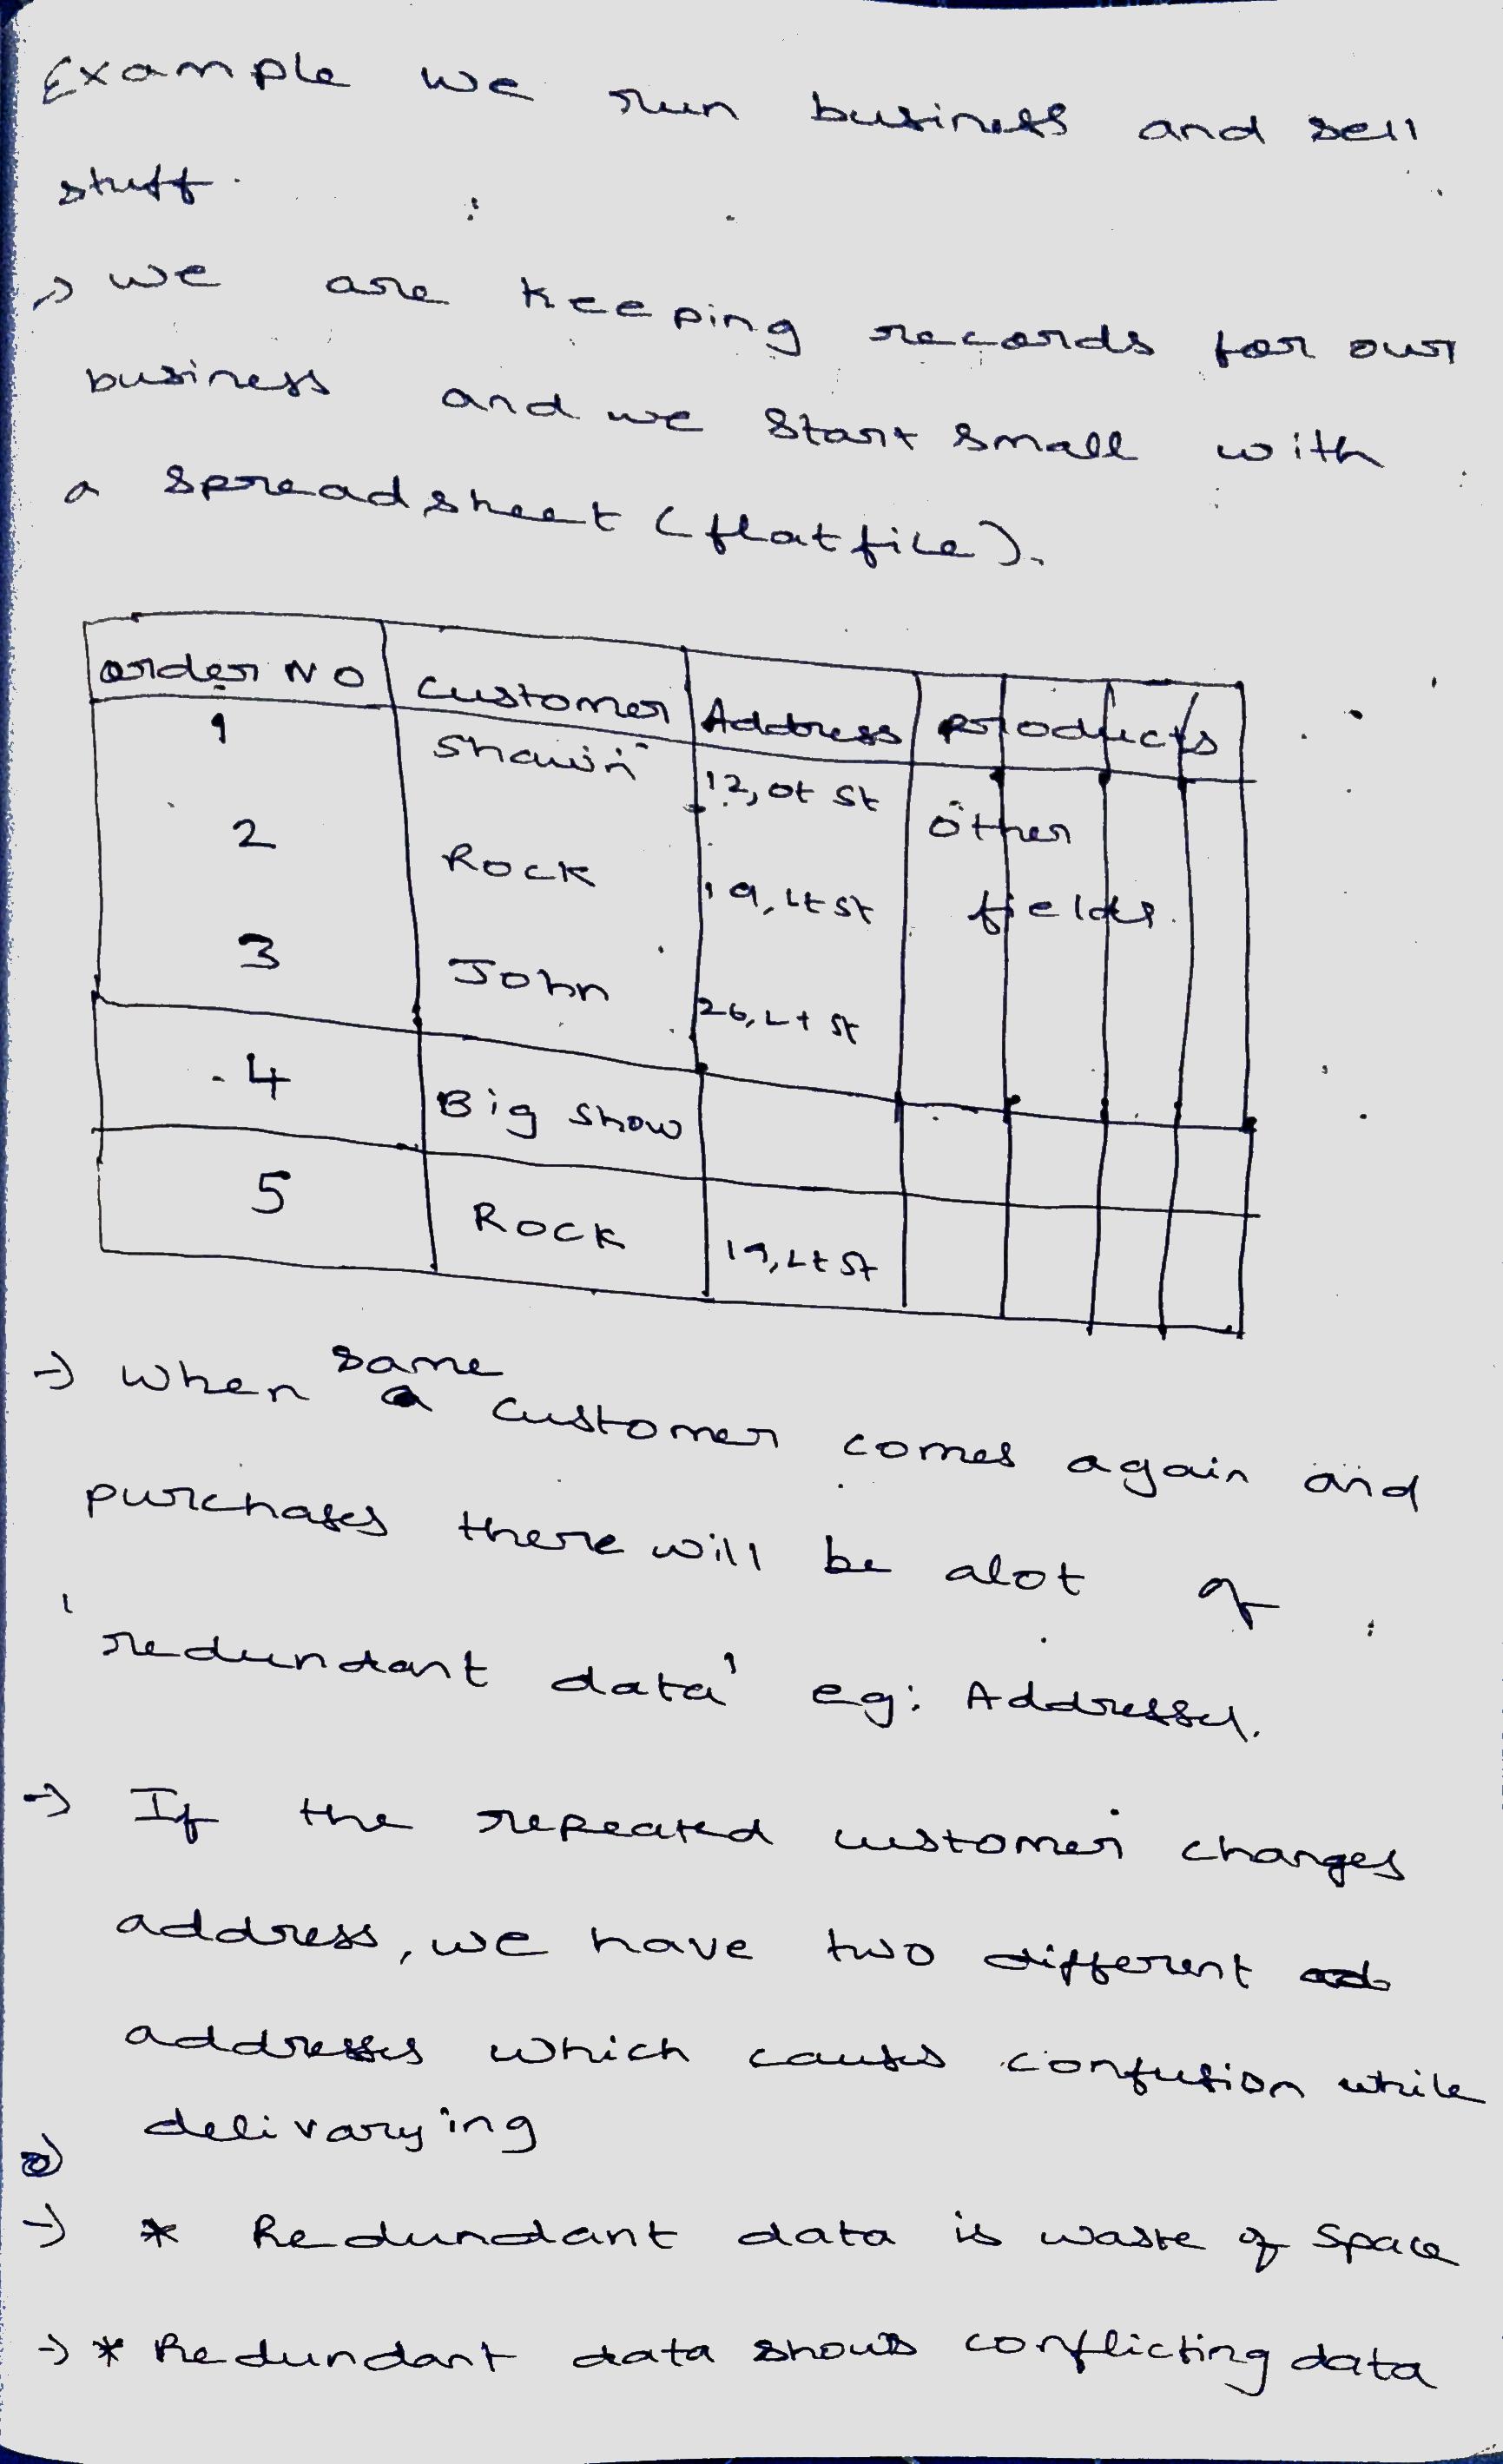 Example we run business and sell
stuff.
→ we are keeping records for our
business and we start small with
a spreadsheet (flatfile).
order NO Customer Address products
1 Shawn 12, ot St other
2 Rock 19, Lt St fields
3 John 26, Lt St
4 Big show
5 Rock 19, Lt St
→ when same customer comes again and
purchases there will be alot of
'redundant data' eg: Addresses.
→ If the repeated customer changes
address, we have two different
addresses which causes confusion while
delivarying
→ * Redundant data is waste of space
→ * Redundant data shows conflicting data